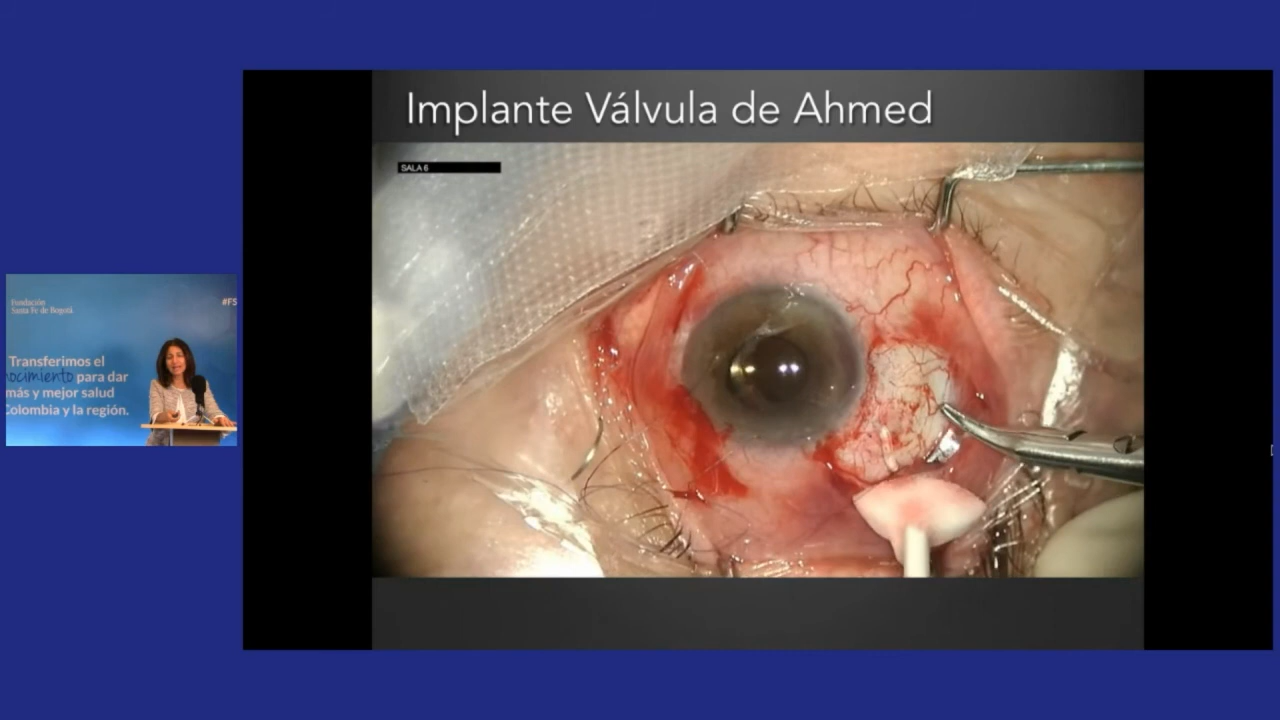 Implante Válvula de Ahmed
SALA 6
Fundación
Santa Fe de Bogotá
#FS
Transferimos el
nocimiento para dar
más y mejor salud
Colombia y la región.